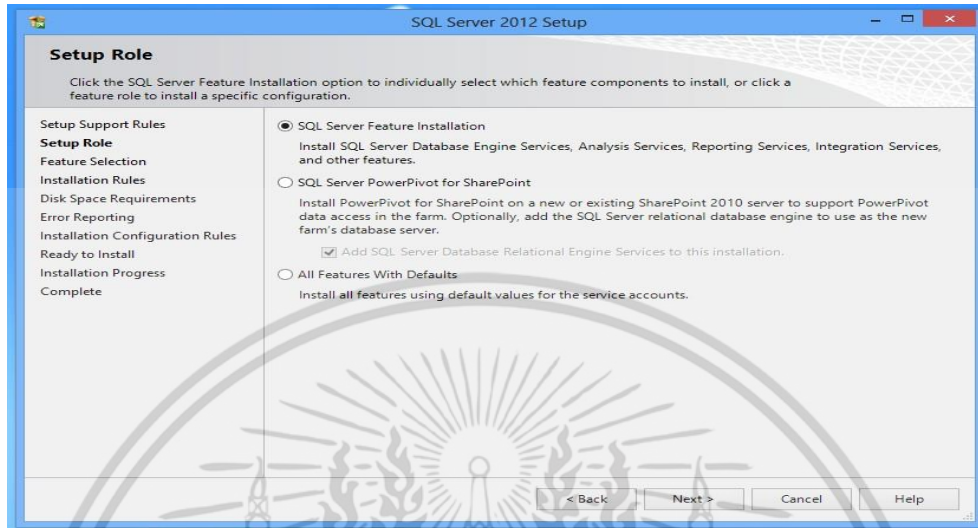 SQL Server 2012 Setup
Setup Role
Click the SQL Server Feature Installation option to individually select which feature components to install, or click a
feature role to install a specific configuration.
Setup Support Rules
Setup Role
Feature Selection
Installation Rules
Disk Space Requirements
Error Reporting
Installation Configuration Rules
Ready to Install
Installation Progress
Complete
SQL Server Feature Installation
Install SQL Server Database Engine Services, Analysis Services, Reporting Services, Integration Services,
and other features.
SQL Server PowerPivot for SharePoint
Install PowerPivot for SharePoint on a new or existing SharePoint 2010 server to support PowerPivot
data access in the farm. Optionally, add the SQL Server relational database engine to use as the new
farm's database server.
Add SQL Server Database Relational Engine Services to this installation.
All Features With Defaults
Install all features using default values for the service accounts.
< Back
Next >
Cancel
Help